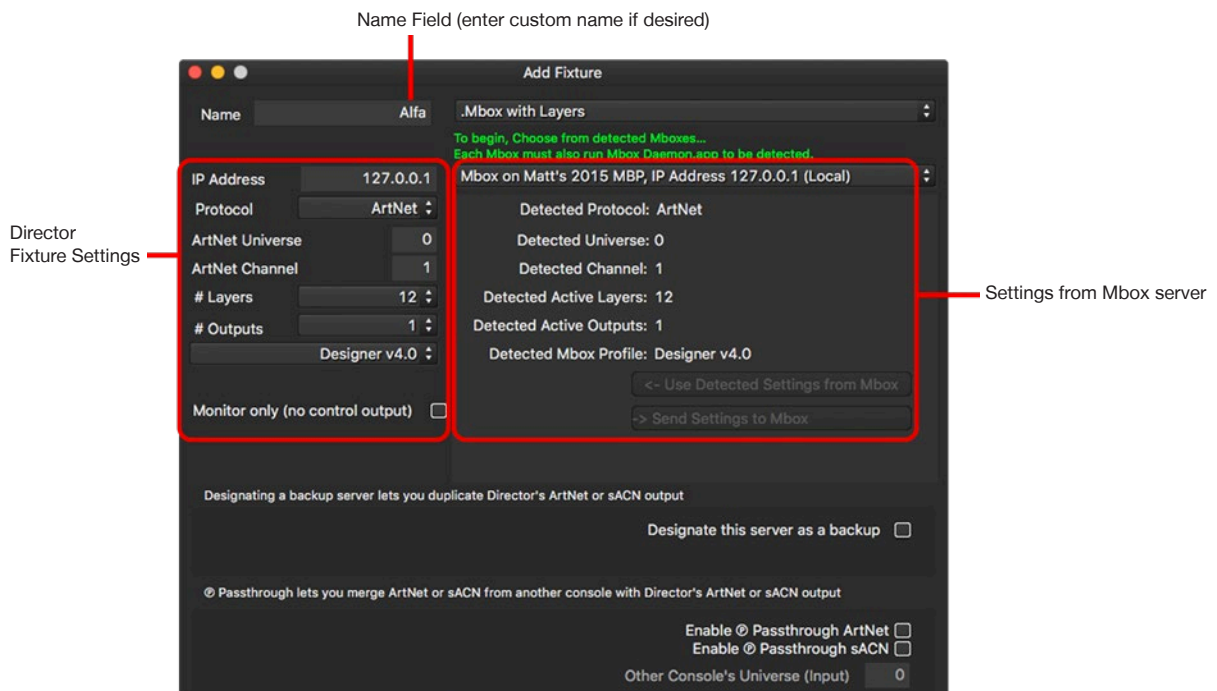 Name Field (enter custom name if desired)
Add Fixture
Name
Alfa
.Mbox with Layers
To begin, Choose from detected Mboxes...
Each Mbox must also run Mbox Daemon.app to be detected.
Director
Fixture Settings
IP Address
127.0.0.1
Protocol
ArtNet
ArtNet Universe
0
ArtNet Channel
1
# Layers
12
# Outputs
1
Designer v4.0
Monitor only (no control output)
Mbox on Matt's 2015 MBP, IP Address 127.0.0.1 (Local)
Detected Protocol: ArtNet
Detected Universe: 0
Detected Channel: 1
Detected Active Layers: 12
Detected Active Outputs: 1
Detected Mbox Profile: Designer v4.0
<- Use Detected Settings from Mbox
-> Send Settings to Mbox
Settings from Mbox server
Designating a backup server lets you duplicate Director's ArtNet or sACN output
Designate this server as a backup
℗ Passthrough lets you merge ArtNet or sACN from another console with Director's ArtNet or sACN output
Enable ℗ Passthrough ArtNet
Enable ℗ Passthrough sACN
Other Console's Universe (Input)
0